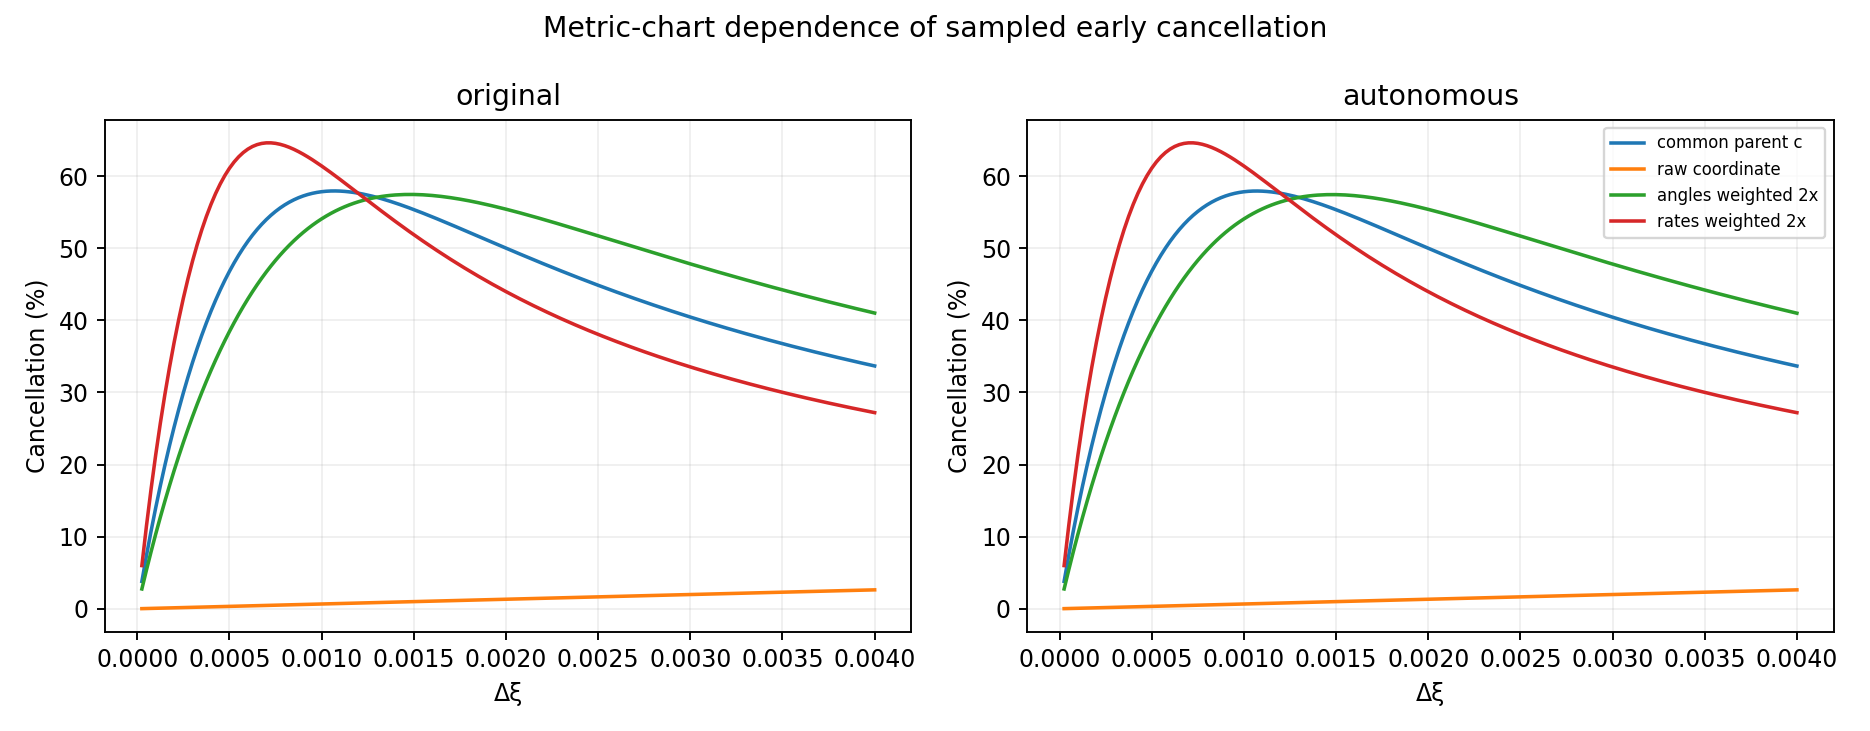 Metric-chart dependence of sampled early cancellation
original
Cancellation (%)
60
50
40
30
20
10
0
0.0000 0.0005 0.0010 0.0015 0.0020 0.0025 0.0030 0.0035 0.0040
Δξ
autonomous
common parent c
raw coordinate
angles weighted 2x
rates weighted 2x
Cancellation (%)
60
50
40
30
20
10
0
0.0000 0.0005 0.0010 0.0015 0.0020 0.0025 0.0030 0.0035 0.0040
Δξ